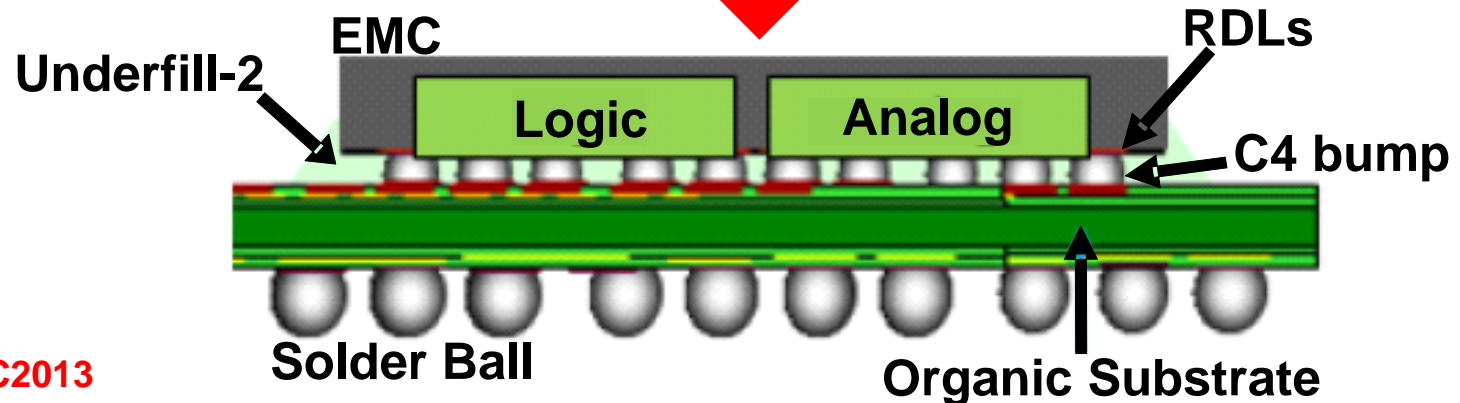 EMC
RDLs
Underfill-2
Logic
Analog
C4 bump
Solder Ball
C2013
Organic Substrate